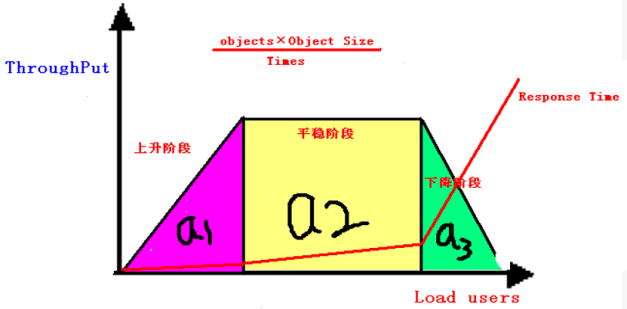 objects×Object Size
Times
ThroughPut
Response Time
平稳阶段
上升阶段
下降阶段
a1
a2
a3
Load users